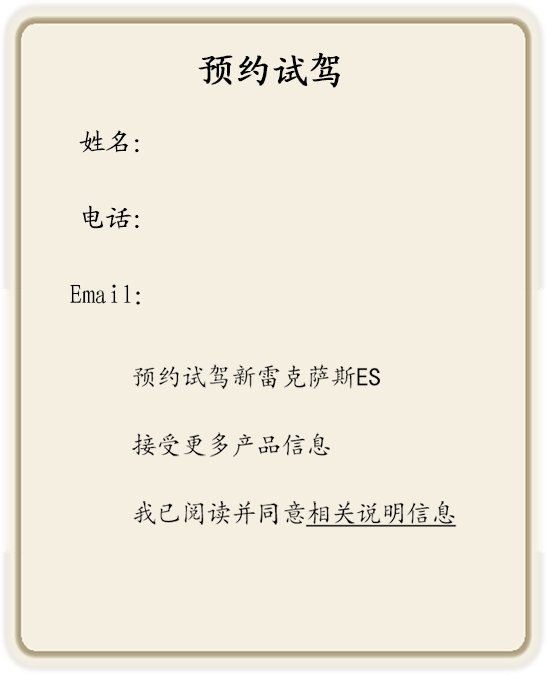 预约试驾
姓名:
电话:
Email:
预约试驾新雷克萨斯ES
接受更多产品信息
我已阅读并同意相关说明信息